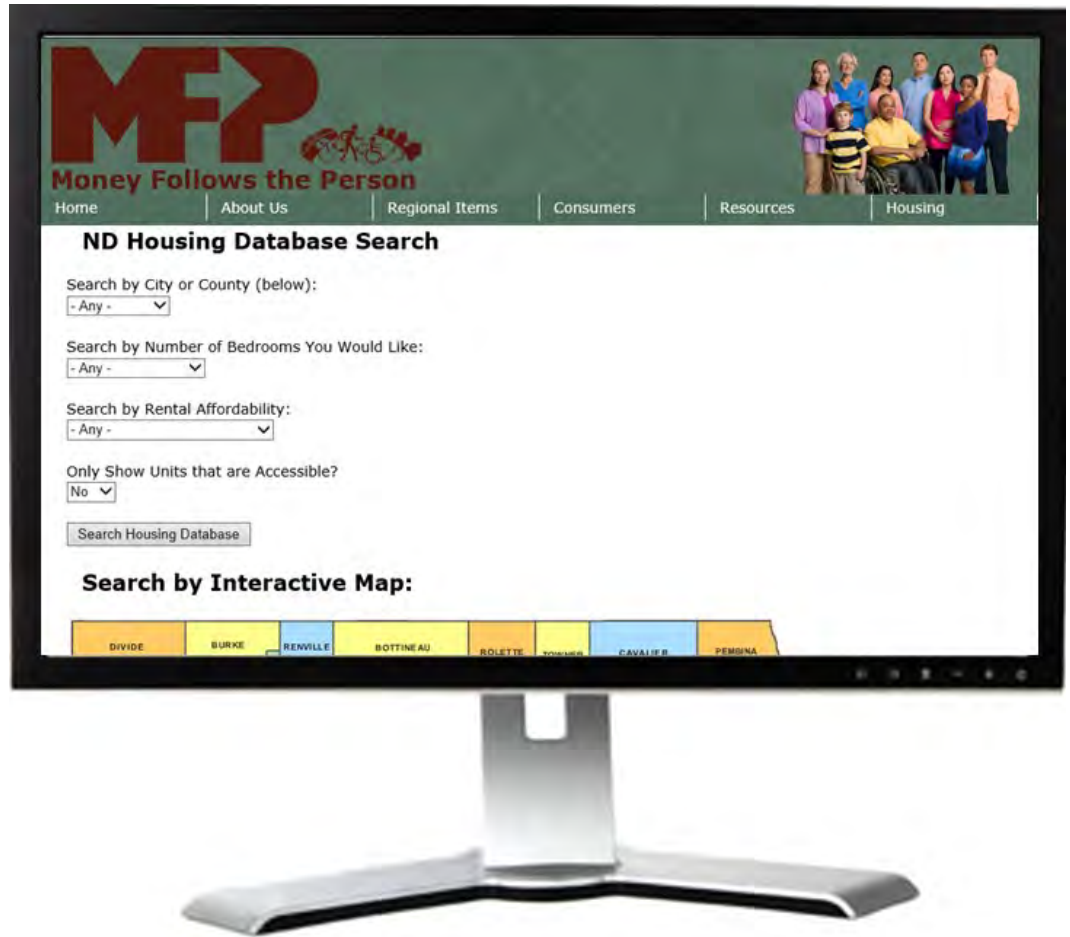 MFP
Money Follows the Person
Home About Us Regional Items Consumers Resources Housing
ND Housing Database Search
Search by City or County (below):
- Any -
Search by Number of Bedrooms You Would Like:
- Any -
Search by Rental Affordability:
- Any -
Only Show Units that are Accessible?
No
Search Housing Database
Search by Interactive Map:
DIVIDE BURKE RENVILLE BOTTINEAU ROLETTE TOWNER CAVALIER PEMBINA